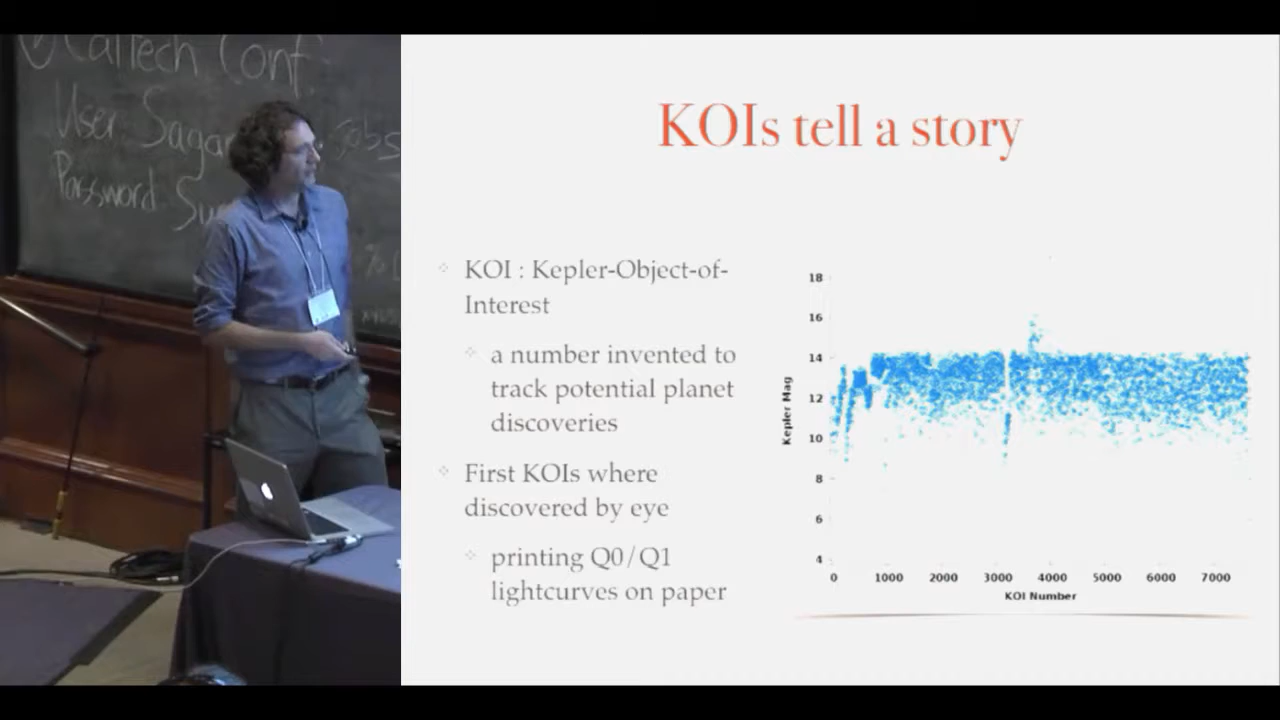 CalTech Conf
User Sagan
Password
KOIs tell a story
KOI : Kepler-Object-of-
Interest
a number invented to
track potential planet
discoveries
First KOIs where
discovered by eye
printing Q0/Q1
lightcurves on paper
18
16
14
12
10
8
6
4
Kepler Mag
0 1000 2000 3000 4000 5000 6000 7000
KOI Number